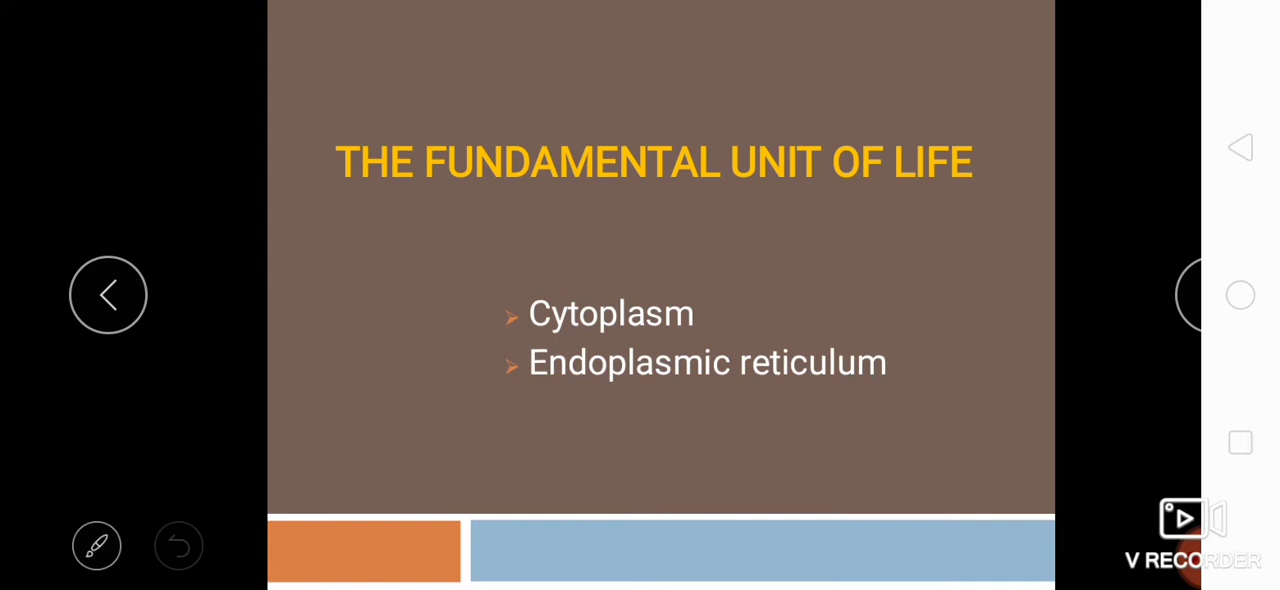 THE FUNDAMENTAL UNIT OF LIFE
Cytoplasm
Endoplasmic reticulum
V RECORDER